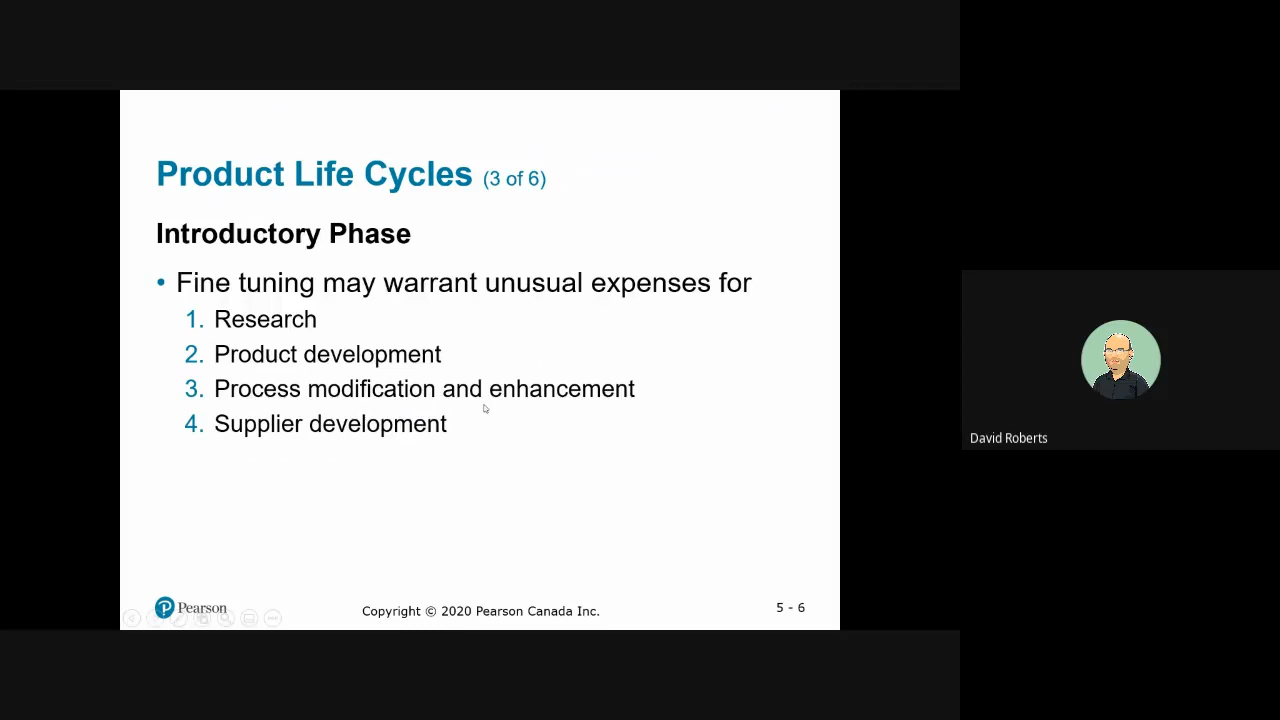 Product Life Cycles (3 of 6)
Introductory Phase
• Fine tuning may warrant unusual expenses for
1. Research
2. Product development
3. Process modification and enhancement
4. Supplier development
Pearson
Copyright © 2020 Pearson Canada Inc.
5 - 6
David Roberts